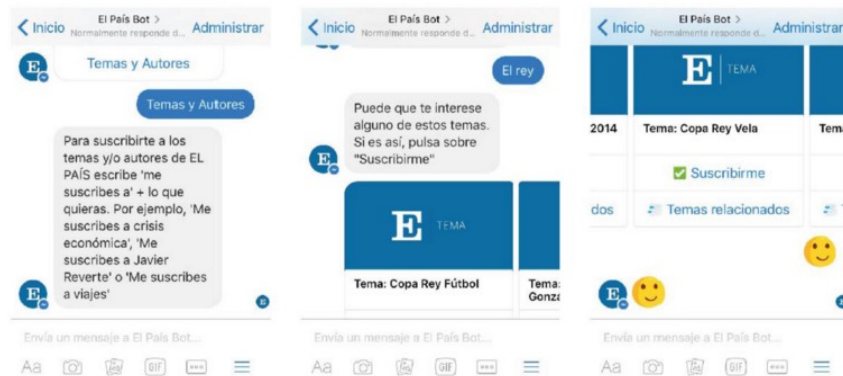 Inicio
El País Bot >
Normalmente responde d...
Administrar
Temas y Autores
Temas y Autores
Para suscribirte a los
temas y/o autores de EL
PAÍS escribe 'me
suscribes a' + lo que
quieras. Por ejemplo, 'Me
suscribes a crisis
económica', 'Me
suscribes a Javier
Reverte' o 'Me suscribes
a viajes'
E
E
E
Envía un mensaje a El País Bot...
Aa
GIF
Inicio
El País Bot >
Normalmente responde d...
Administrar
El rey
Puede que te interese
alguno de estos temas.
Si es así, pulsa sobre
"Suscribirme"
E
E TEMA
Tema: Copa Rey Fútbol
Tema:
Gonza
Envía un mensaje a El País Bot...
Aa
GIF
Inicio
El País Bot >
Normalmente responde d...
Administrar
E TEMA
2014
Tema: Copa Rey Vela
Tema
Suscribirme
dos
Temas relacionados
E
Envía un mensaje a El País Bot...
Aa
GIF